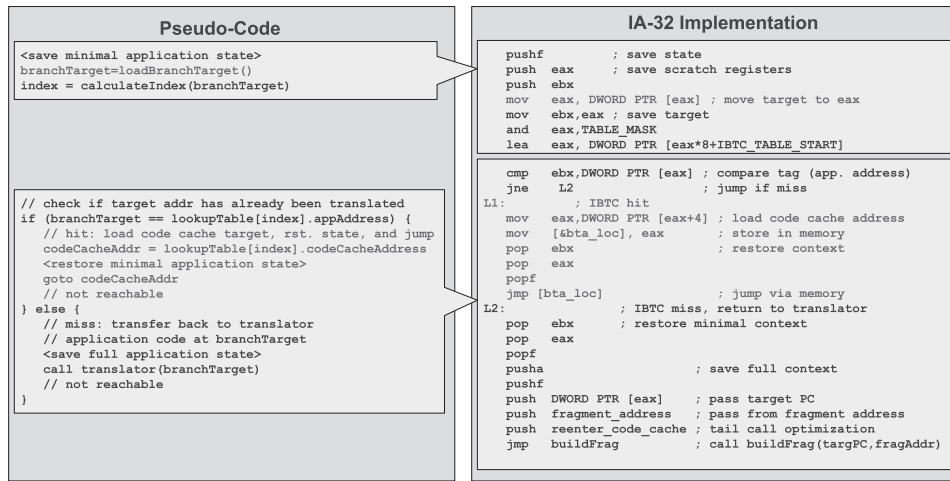 Pseudo-Code
<save minimal application state>
branchTarget=loadBranchTarget()
index = calculateIndex(branchTarget)
// check if target addr has already been translated
if (branchTarget == lookupTable[index].appAddress) {
// hit: load code cache target, rst. state, and jump
codeCacheAddr = lookupTable[index].codeCacheAddress
<restore minimal application state>
goto codeCacheAddr
// not reachable
} else {
// miss: transfer back to translator
// application code at branchTarget
<save full application state>
call translator(branchTarget)
// not reachable
}
IA-32 Implementation
pushf ; save state
push eax ; save scratch registers
push ebx
mov eax, DWORD PTR [eax] ; move target to eax
mov ebx,eax ; save target
and eax,TABLE_MASK
lea eax, DWORD PTR [eax*8+IBTC_TABLE_START]
cmp ebx,DWORD PTR [eax] ; compare tag (app. address)
jne L2 ; jump if miss
L1: ; IBTC hit
mov eax,DWORD PTR [eax+4] ; load code cache address
mov [&bta_loc], eax ; store in memory
pop ebx ; restore context
pop eax
popf
jmp [bta_loc] ; jump via memory
L2: ; IBTC miss, return to translator
pop ebx ; restore minimal context
pop eax
popf
pusha ; save full context
pushf
push DWORD PTR [eax] ; pass target PC
push fragment_address ; pass from fragment address
push reenter_code_cache ; tail call optimization
jmp buildFrag ; call buildFrag(targPC,fragAddr)